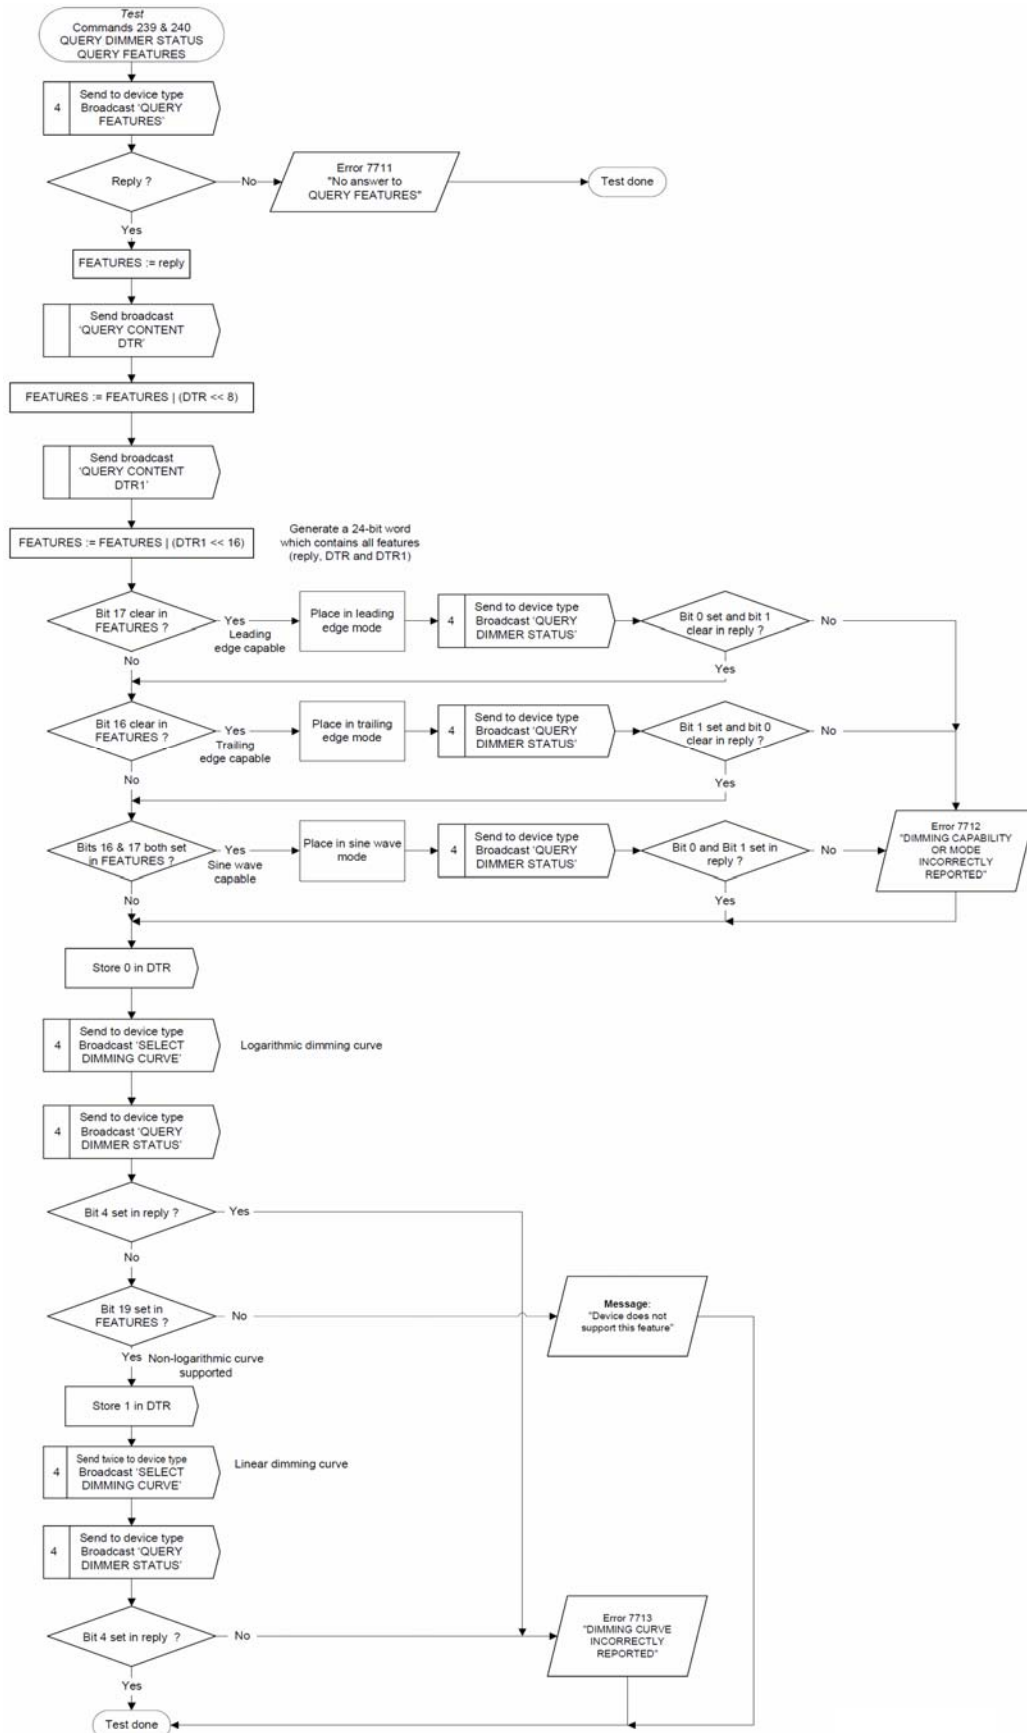 Test
Commands 239 & 240
QUERY DIMMER STATUS
QUERY FEATURES
4
Send to device type
Broadcast 'QUERY
FEATURES'
Reply ?
No
Error 7711
"No answer to
QUERY FEATURES"
Test done
Yes
FEATURES := reply
Send broadcast
'QUERY CONTENT
DTR'
FEATURES := FEATURES | (DTR << 8)
Send broadcast
'QUERY CONTENT
DTR1'
FEATURES := FEATURES | (DTR1 << 16)
Generate a 24-bit word
which contains all features
(reply, DTR and DTR1)
Bit 17 clear in
FEATURES ?
Yes
Leading
edge capable
Place in leading
edge mode
4
Send to device type
Broadcast 'QUERY
DIMMER STATUS'
Bit 0 set and bit 1
clear in reply ?
No
No
Yes
Bit 16 clear in
FEATURES ?
Yes
Trailing
edge capable
Place in trailing
edge mode
4
Send to device type
Broadcast 'QUERY
DIMMER STATUS'
Bit 1 set and bit 0
clear in reply ?
No
No
Yes
Bits 16 & 17 both set
in FEATURES ?
Yes
Sine wave
capable
Place in sine wave
mode
4
Send to device type
Broadcast 'QUERY
DIMMER STATUS'
Bit 0 and Bit 1 set in
reply ?
No
Error 7712
"DIMMING CAPABILITY
OR MODE
INCORRECTLY
REPORTED"
No
Yes
Store 0 in DTR
4
Send to device type
Broadcast 'SELECT
DIMMING CURVE'
Logarithmic dimming curve
4
Send to device type
Broadcast 'QUERY
DIMMER STATUS'
Bit 4 set in reply ?
Yes
No
Bit 19 set in
FEATURES ?
No
Message:
"Device does not
support this feature"
Yes
Non-logarithmic curve
supported
Store 1 in DTR
4
Send twice to device type
Broadcast 'SELECT
DIMMING CURVE'
Linear dimming curve
4
Send to device type
Broadcast 'QUERY
DIMMER STATUS'
Bit 4 set in reply ?
No
Error 7713
"DIMMING CURVE
INCORRECTLY
REPORTED"
Yes
Test done